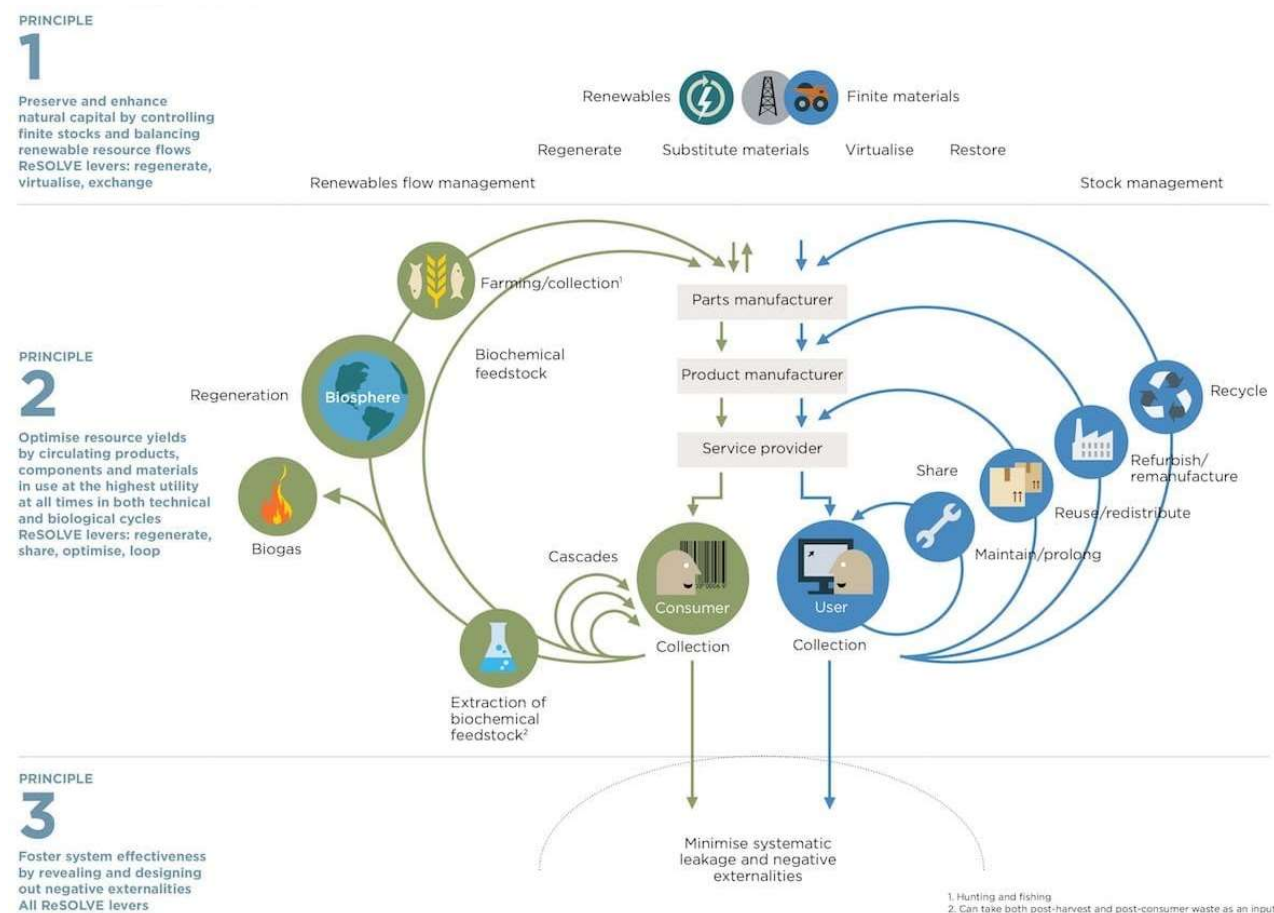 PRINCIPLE
1
Preserve and enhance
natural capital by controlling
finite stocks and balancing
renewable resource flows
ReSOLVE levers: regenerate,
virtualise, exchange
Renewables
Finite materials
Regenerate
Substitute materials
Virtualise
Restore
Renewables flow management
Stock management
PRINCIPLE
2
Optimise resource yields
by circulating products,
components and materials
in use at the highest utility
at all times in both technical
and biological cycles
ReSOLVE levers: regenerate,
share, optimise, loop
Farming/collection¹
Biochemical
feedstock
Regeneration
Biosphere
Biogas
Cascades
Extraction of
biochemical
feedstock²
Parts manufacturer
Product manufacturer
Service provider
Consumer
Collection
User
Collection
Share
Maintain/prolong
Reuse/redistribute
Refurbish/
remanufacture
Recycle
PRINCIPLE
3
Foster system effectiveness
by revealing and designing
out negative externalities
All ReSOLVE levers
Minimise systematic
leakage and negative
externalities
1. Hunting and fishing
2. Can take both post-harvest and post-consumer waste as an input